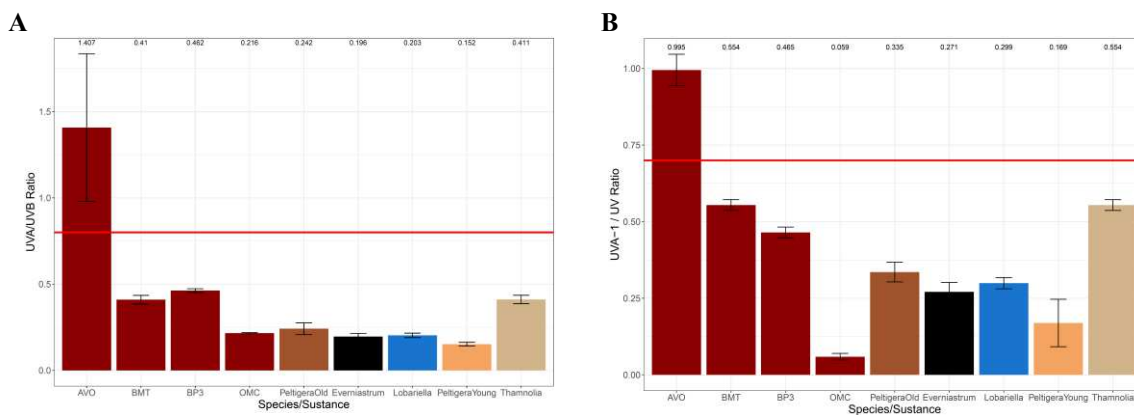 A
1.407 0.41 0.462 0.216 0.242 0.196 0.203 0.152 0.411
1.5
1.0
0.5
0.0
UVA/UVB Ratio
AVO BMT BP3 OMC PeltigeraOld Everniastrum Lobariella PeltigeraYoung Thamnolia
Species/Sustance
B
0.995 0.554 0.465 0.059 0.335 0.271 0.299 0.169 0.554
1.00
0.75
0.50
0.25
0.00
UVA-1 / UV Ratio
AVO BMT BP3 OMC PeltigeraOld Everniastrum Lobariella PeltigeraYoung Thamnolia
Species/Sustance